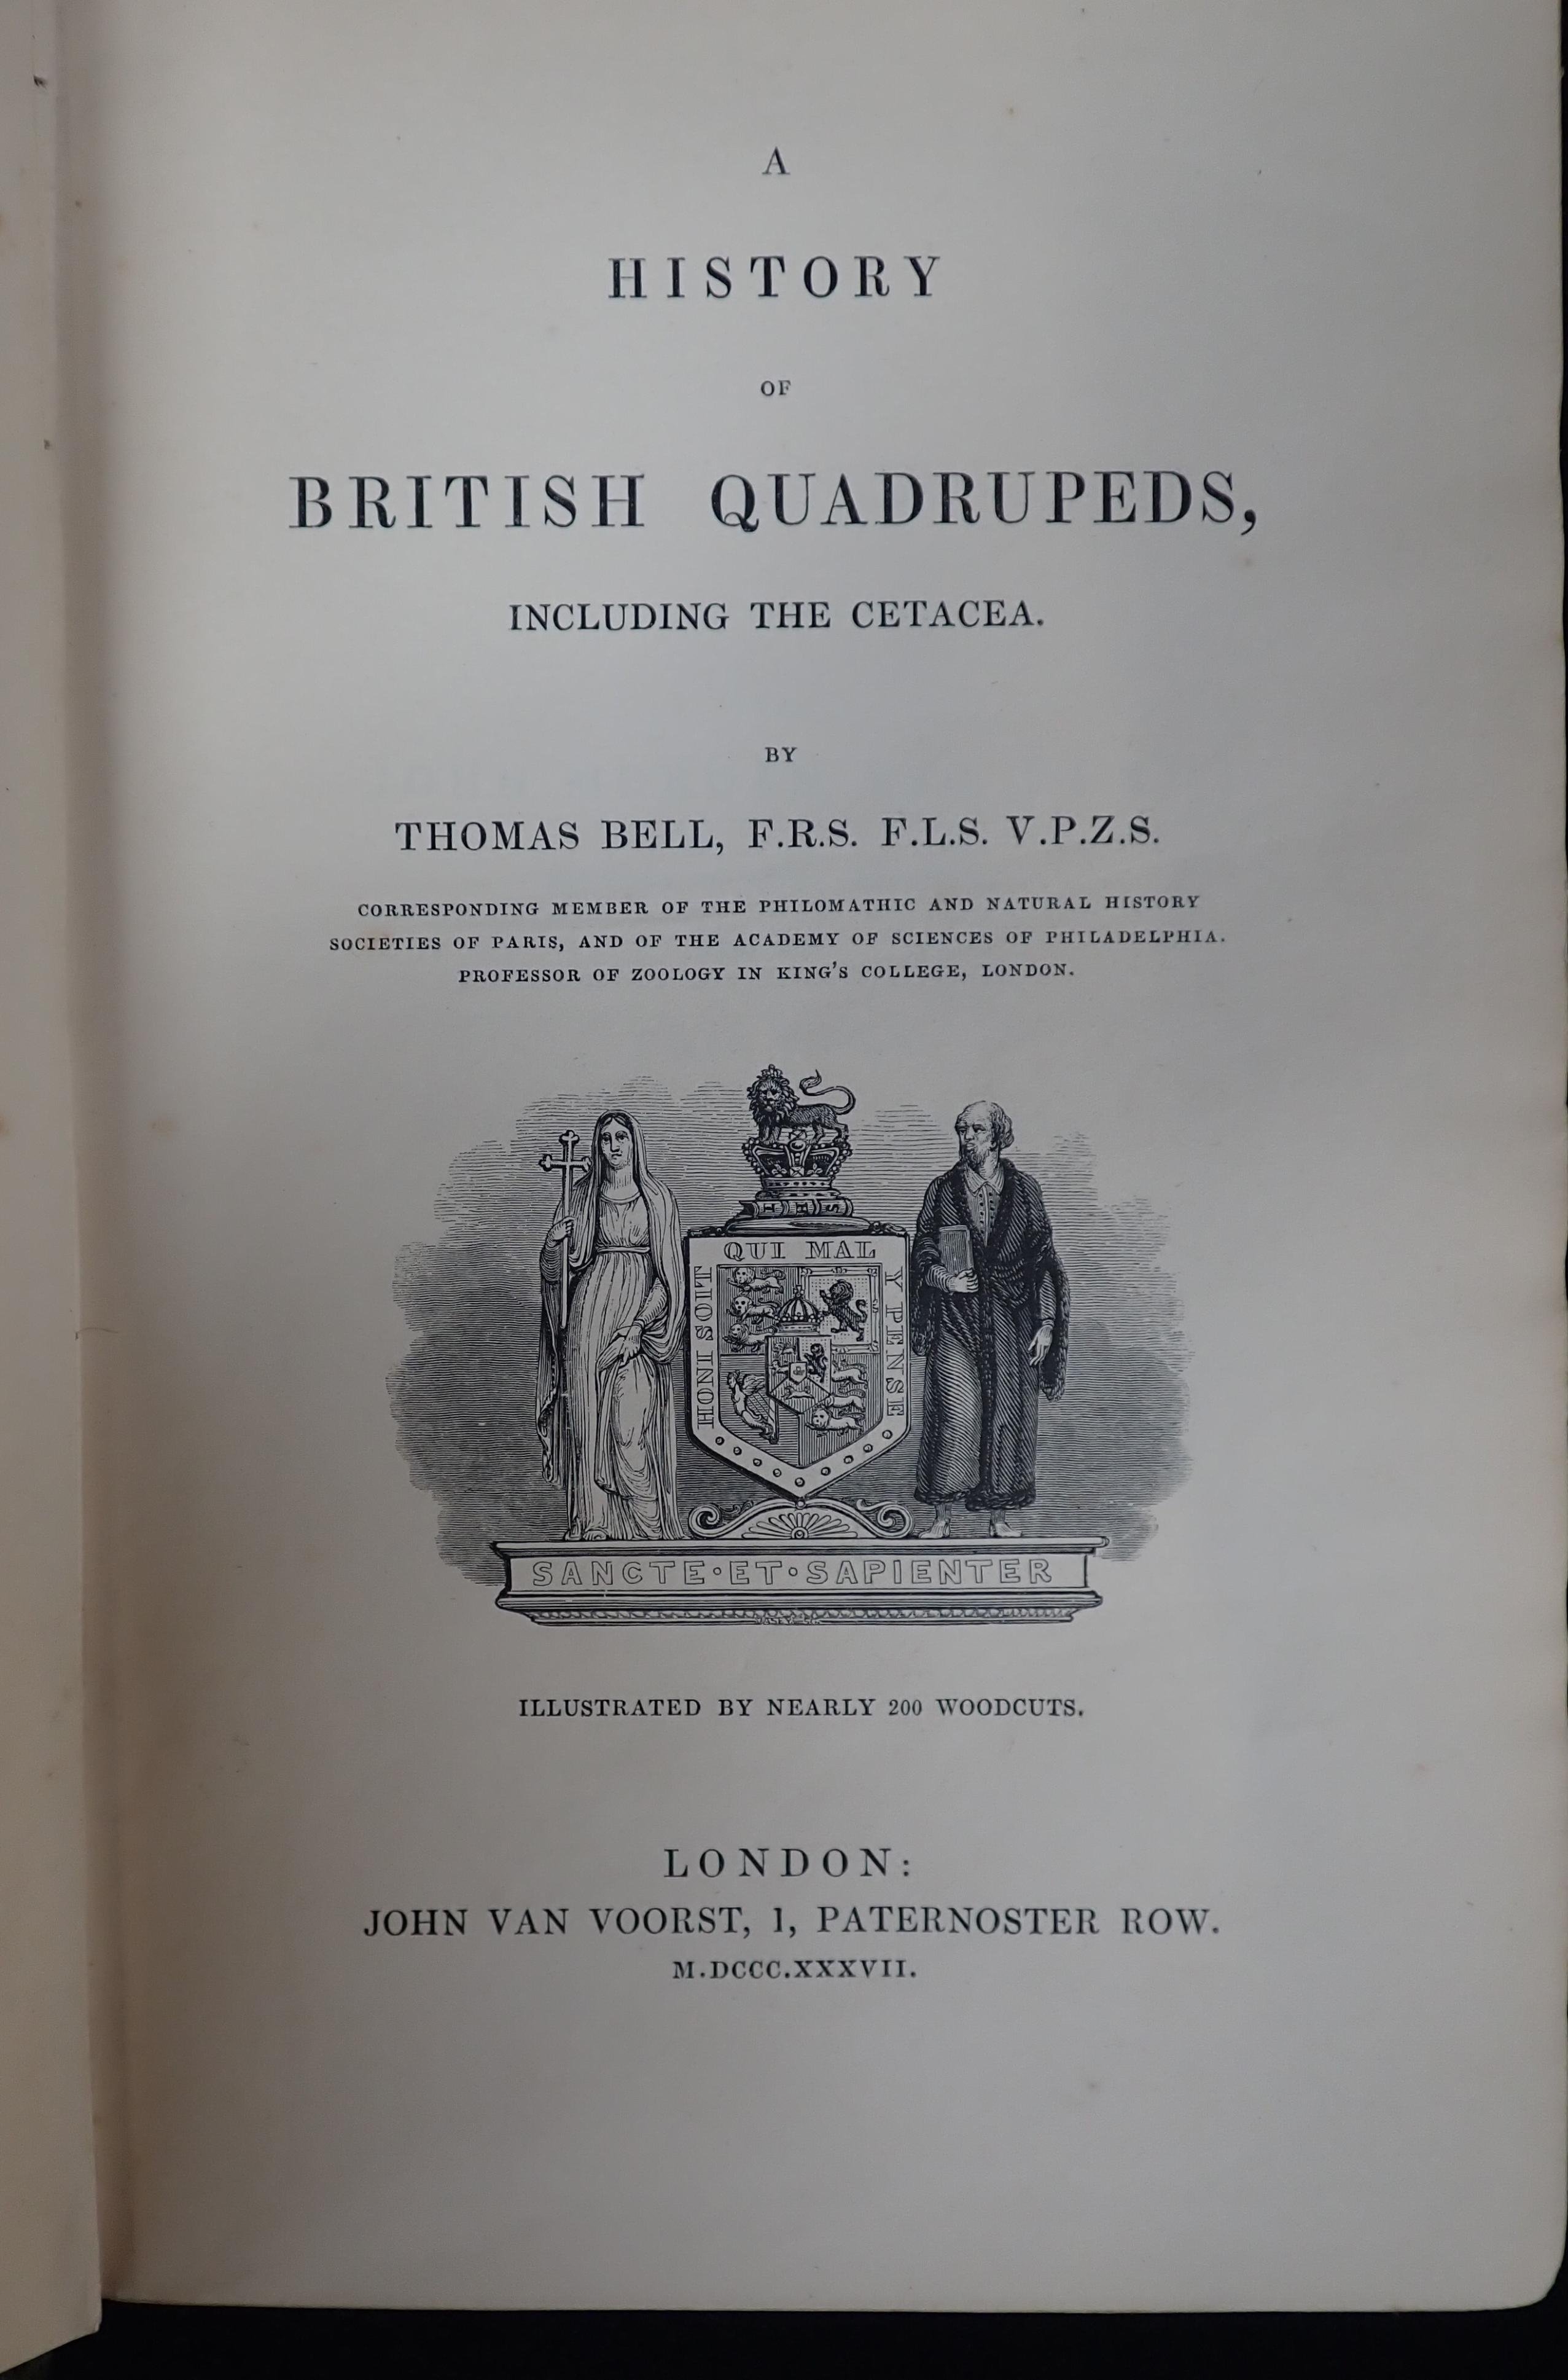 A
HISTORY
OF
BRITISH QUADRUPEDS,
INCLUDING THE CETACEA.
BY
THOMAS BELL, F.R.S. F.L.S. V.P.Z.S.
CORRESPONDING MEMBER OF THE PHILOMATHIC AND NATURAL HISTORY
SOCIETIES OF PARIS, AND OF THE ACADEMY OF SCIENCES OF PHILADELPHIA.
PROFESSOR OF ZOOLOGY IN KING'S COLLEGE, LONDON.
HONI SOIT
QUI MAL
Y PENSE
SANCTE·ET·SAPIENTER
ILLUSTRATED BY NEARLY 200 WOODCUTS.
LONDON:
JOHN VAN VOORST, 1, PATERNOSTER ROW.
M.DCCC.XXXVII.